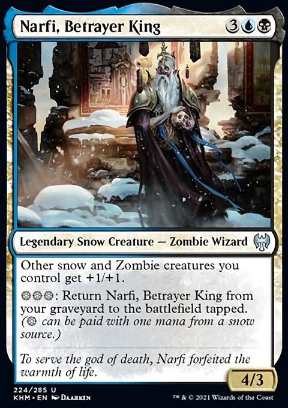 Narfi, Betrayer King 3
Legendary Snow Creature — Zombie Wizard
Other snow and Zombie creatures you
control get +1/+1.
: Return Narfi, Betrayer King from
your graveyard to the battlefield tapped.
( can be paid with one mana from a snow
source.)
To serve the god of death, Narfi forfeited the
warmth of life.
4/3
224/285 U
KHM • EN Daarken
™ & © 2021 Wizards of the Coast